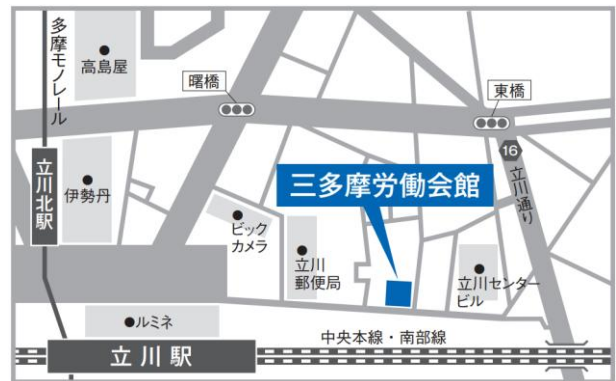 多摩モノレール
高島屋
曙橋
東橋
16
立川通り
立川北駅
伊勢丹
三多摩労働会館
ビック
カメラ
立川
郵便局
立川センター
ビル
ルミネ
中央本線・南部線
立川駅